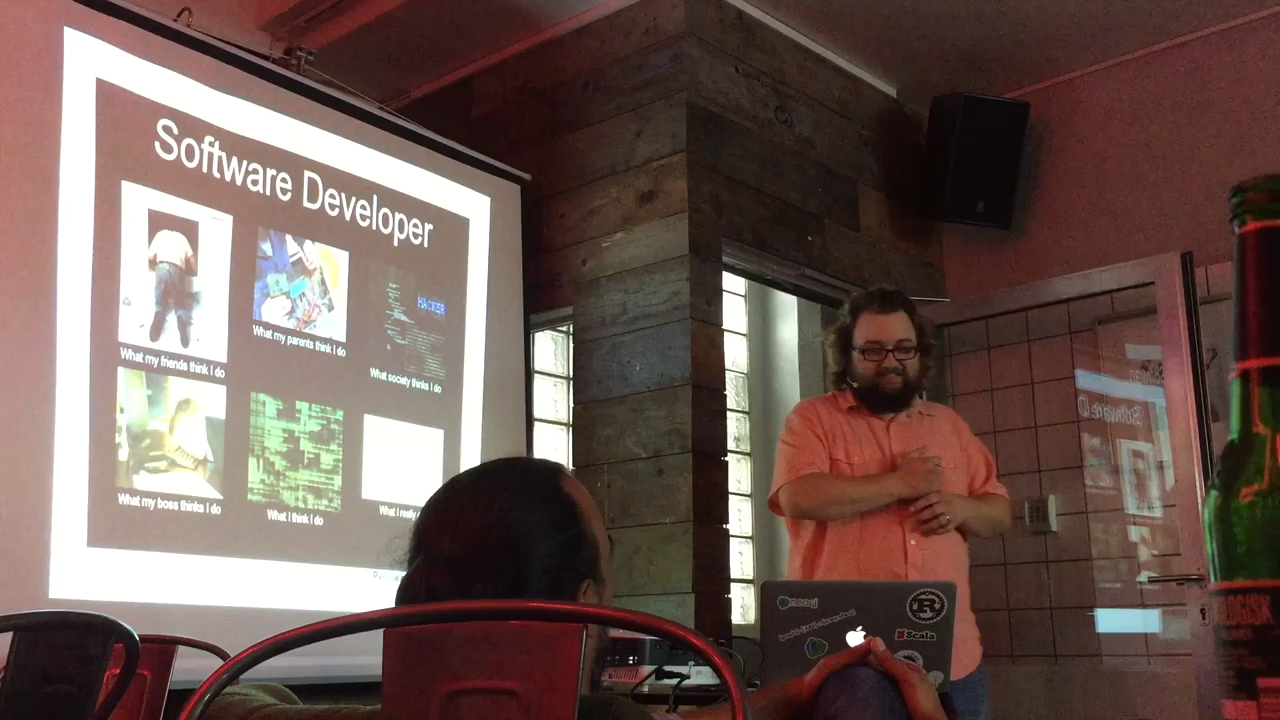 Software Developer
What my friends think I do
What my parents think I do
HACKER
What society thinks I do
What my boss thinks I do
What I think I do
What I really
neo4j
R
Scala